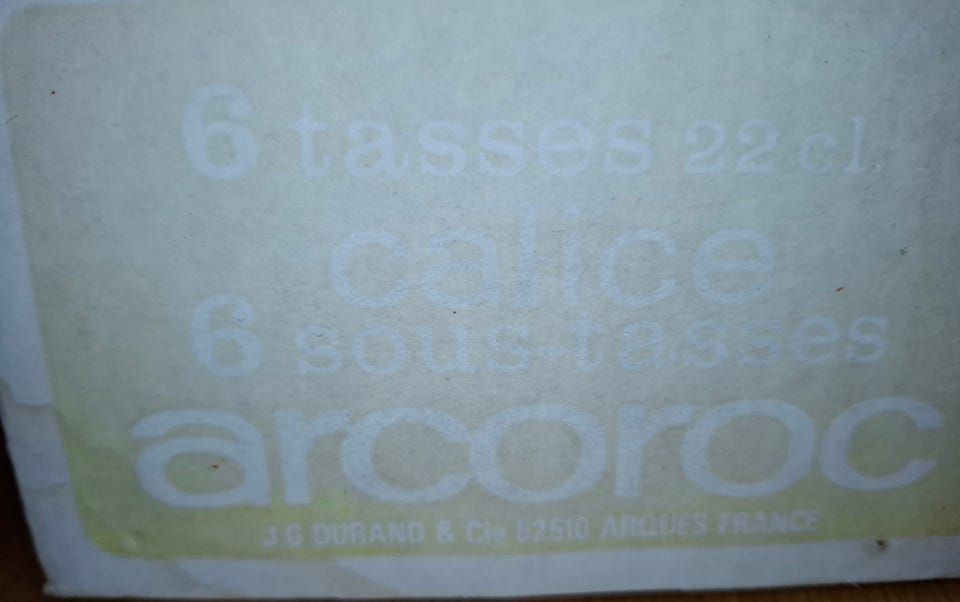 6 tasses 22 cl.
calice
6 sous-tasses
arcoroc
J G DURAND & Cie 62510 ARQUES FRANCE